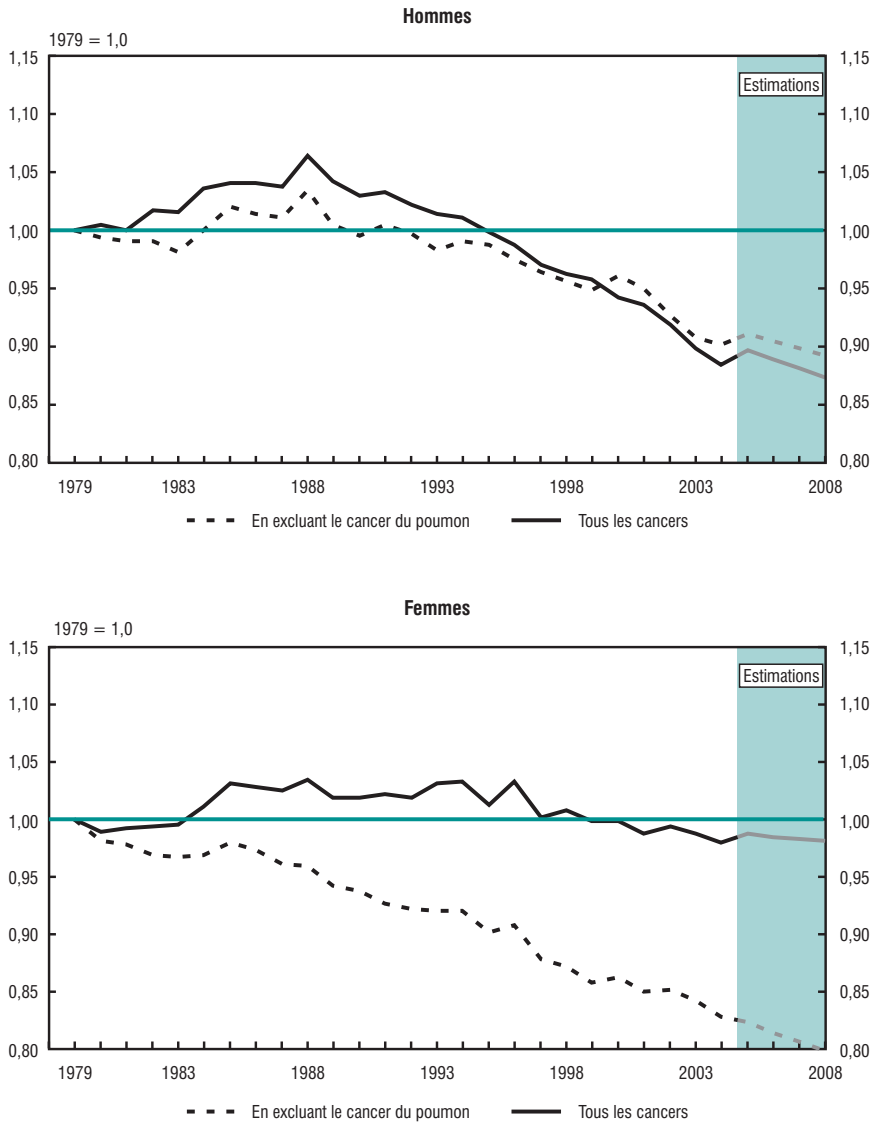 Hommes
1979 = 1,0
1,15 1,15
Estimations
1,10 1,10
1,05 1,05
1,00 1,00
0,95 0,95
0,90 0,90
0,85 0,85
0,80 0,80
1979 1983 1988 1993 1998 2003 2008
En excluant le cancer du poumon Tous les cancers
Femmes
1979 = 1,0
1,15 1,15
Estimations
1,10 1,10
1,05 1,05
1,00 1,00
0,95 0,95
0,90 0,90
0,85 0,85
0,80 0,80
1979 1983 1988 1993 1998 2003 2008
En excluant le cancer du poumon Tous les cancers